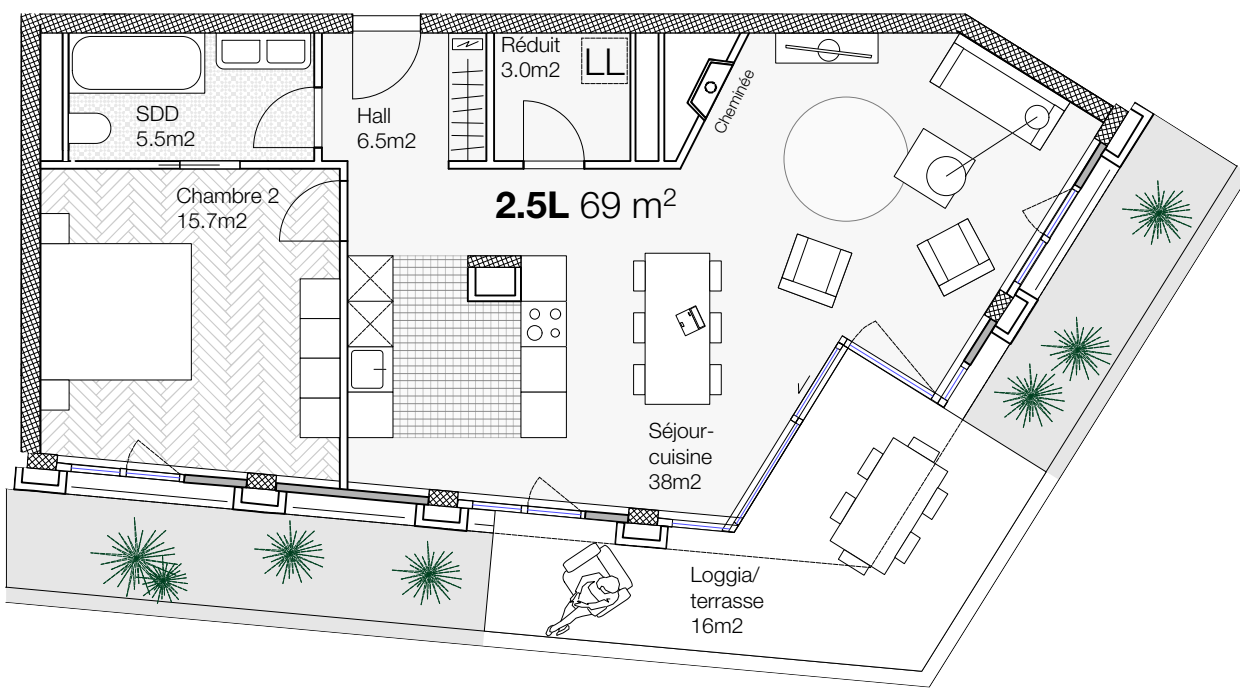 Réduit
3.0m2
LL
SDD
5.5m2
Hall
6.5m2
Cheminée
Chambre 2
15.7m2
2.5L 69 m²
Séjour-
cuisine
38m2
Loggia/
terrasse
16m2